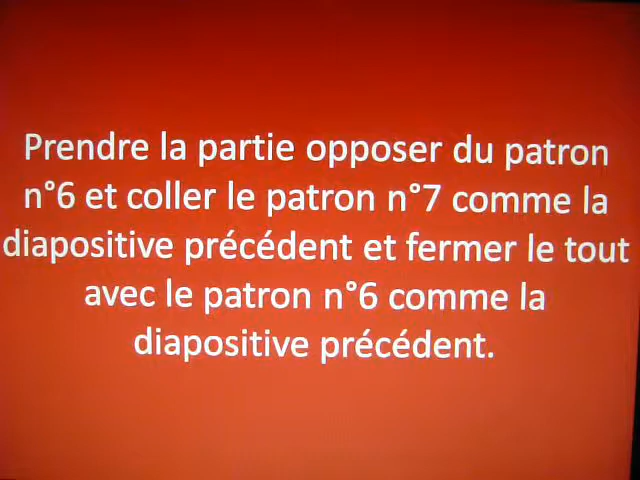 Prendre la partie opposer du patron
n°6 et coller le patron n°7 comme la
diapositive précédent et fermer le tout
avec le patron n°6 comme la
diapositive précédent.